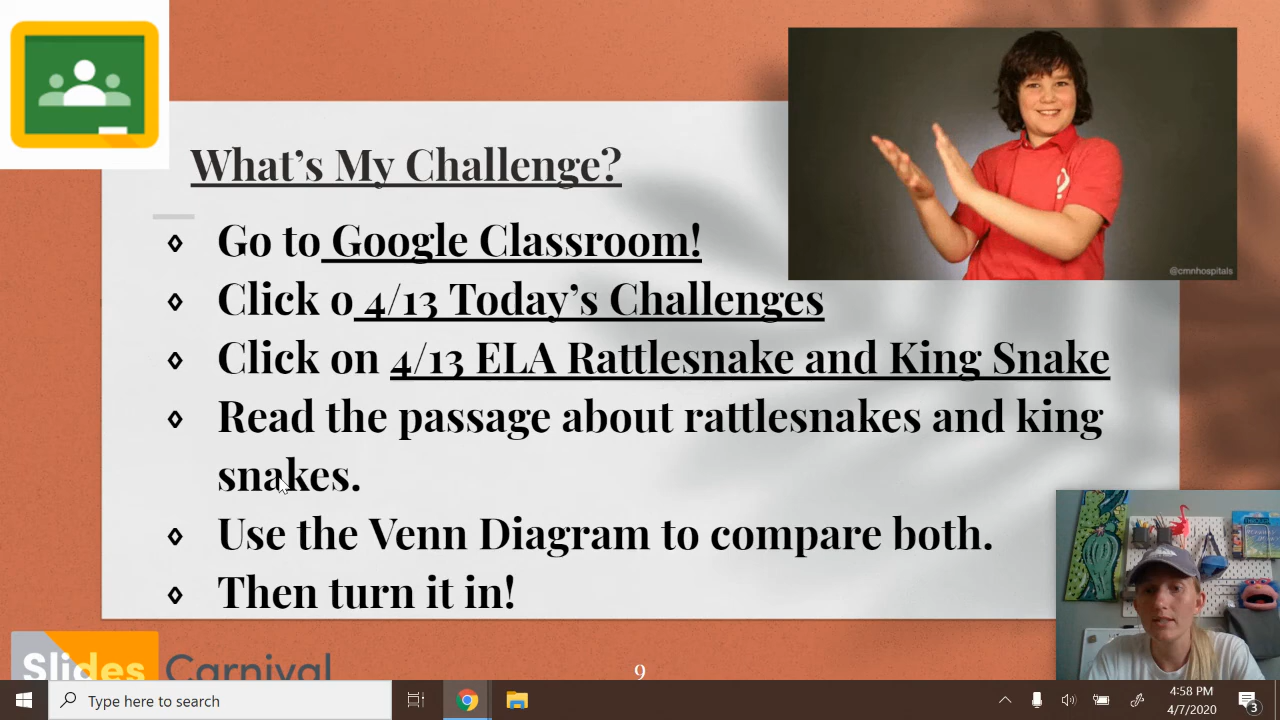 @cmnhospitals
What's My Challenge?
Go to Google Classroom!
Click o 4/13 Today's Challenges
Click on 4/13 ELA Rattlesnake and King Snake
Read the passage about rattlesnakes and king
snakes.
Use the Venn Diagram to compare both.
Then turn it in!
Slides Carnival
9
Type here to search
4:58 PM
4/7/2020
3